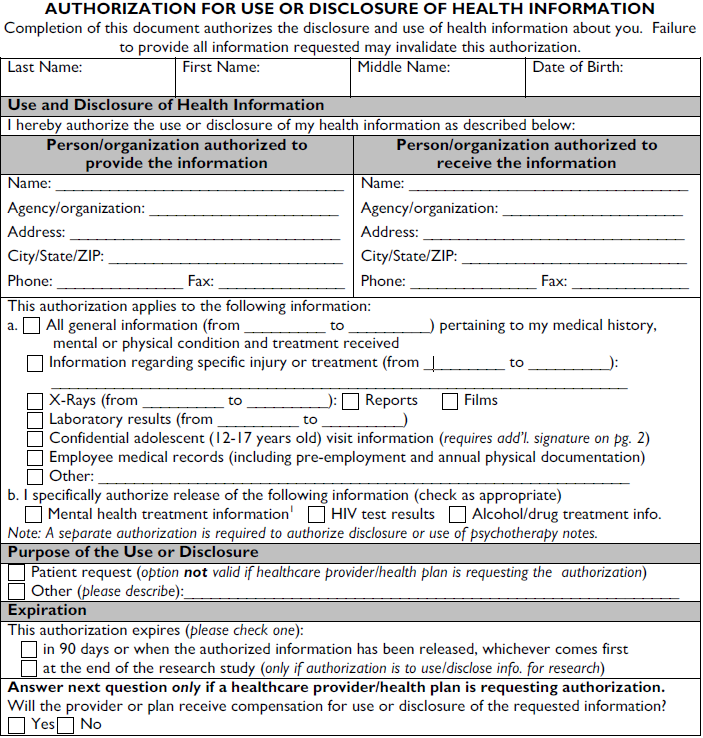 AUTHORIZATION FOR USE OR DISCLOSURE OF HEALTH INFORMATION
Completion of this document authorizes the disclosure and use of health information about you. Failure
to provide all information requested may invalidate this authorization.
Last Name: First Name: Middle Name: Date of Birth:
Use and Disclosure of Health Information
I hereby authorize the use or disclosure of my health information as described below:
Person/organization authorized to
provide the information
Person/organization authorized to
receive the information
Name: ____________________
Agency/organization: ____________________
Address: ____________________
City/State/ZIP: ____________________
Phone: __________ Fax: __________
Name: ____________________
Agency/organization: ____________________
Address: ____________________
City/State/ZIP: ____________________
Phone: __________ Fax: __________
This authorization applies to the following information:
a. All general information (from __________ to __________) pertaining to my medical history,
mental or physical condition and treatment received
Information regarding specific injury or treatment (from __________ to __________):
____________________
X-Rays (from __________ to __________): Reports Films
Laboratory results (from __________ to __________)
Confidential adolescent (12-17 years old) visit information (requires add'l. signature on pg. 2)
Employee medical records (including pre-employment and annual physical documentation)
Other: ____________________
b. I specifically authorize release of the following information (check as appropriate)
Mental health treatment information¹ HIV test results Alcohol/drug treatment info.
Note: A separate authorization is required to authorize disclosure or use of psychotherapy notes.
Purpose of the Use or Disclosure
Patient request (option not valid if healthcare provider/health plan is requesting the authorization)
Other (please describe):____________________
Expiration
This authorization expires (please check one):
in 90 days or when the authorized information has been released, whichever comes first
at the end of the research study (only if authorization is to use/disclose info. for research)
Answer next question only if a healthcare provider/health plan is requesting authorization.
Will the provider or plan receive compensation for use or disclosure of the requested information?
Yes No